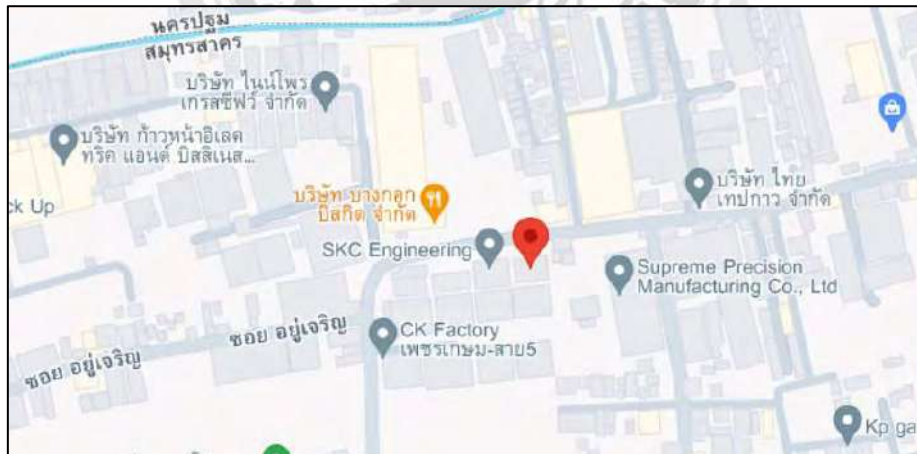 นครปฐม
สมุทรสาคร
บริษัท ไนน์โพร
เกรสซีฟว์ จำกัด
บริษัท ก้าวหน้าอิเลค
ทริค แอนด์ บิสสิเนส...
ck Up
บริษัท บางกอก
บิสกิต จำกัด
SKC Engineering
บริษัท ไทย
เทปกาว จำกัด
Supreme Precision
Manufacturing Co., Ltd
ซอย อยู่เจริญ
CK Factory
เพชรเกษม-สาย5
ซอย อยู่เจริญ
Kp ga